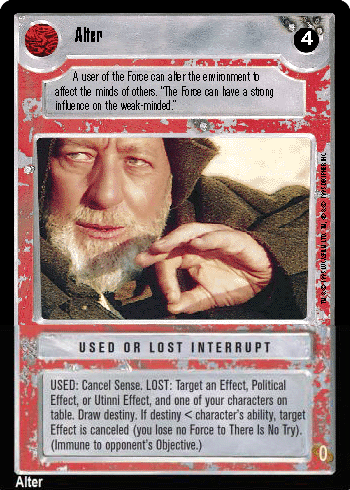 Alter
4
A user of the Force can alter the environment to
affect the minds of others. "The Force can have a strong
influence on the weak-minded."
USED OR LOST INTERRUPT
USED: Cancel Sense. LOST: Target an Effect, Political
Effect, or Utinni Effect, and one of your characters on
table. Draw destiny. If destiny < character's ability, target
Effect is canceled (you lose no Force to There Is No Try).
(Immune to opponent's Objective.)
0
Alter